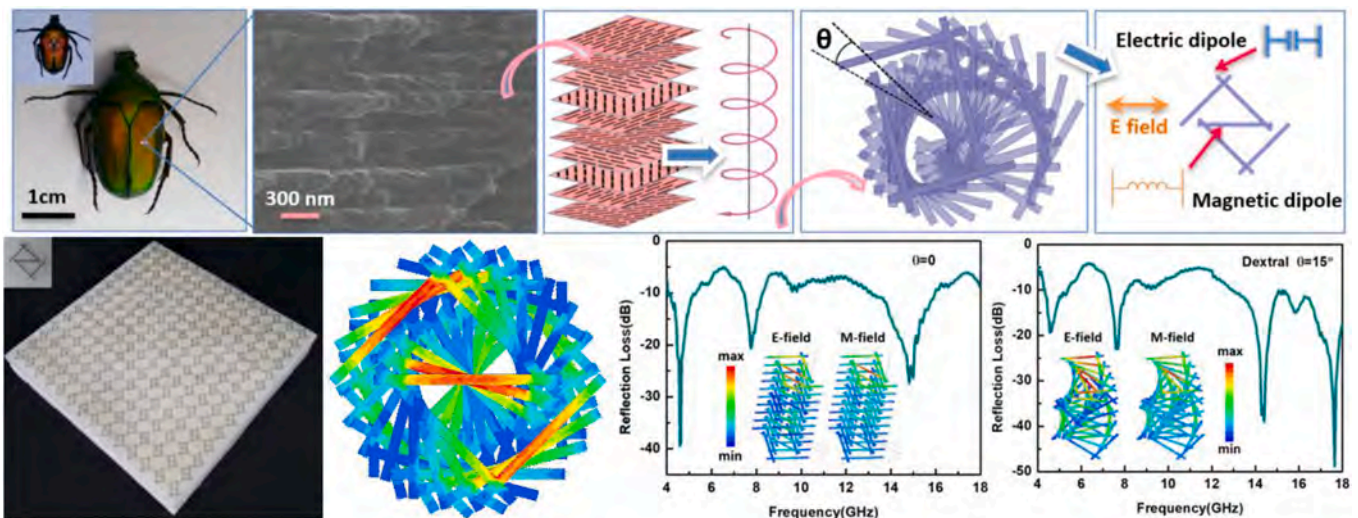 1cm
300 nm
θ
Electric dipole
E field
Magnetic dipole
0
-10
-20
-30
-40
Reflection Loss(dB)
θ=0
E-field
M-field
max
min
4 6 8 10 12 14 16 18
Frequency(GHz)
0
-10
-20
-30
-40
-50
Reflection Loss(dB)
Dextral θ=15°
E-field
M-field
max
min
4 6 8 10 12 14 16 18
Frequency(GHz)